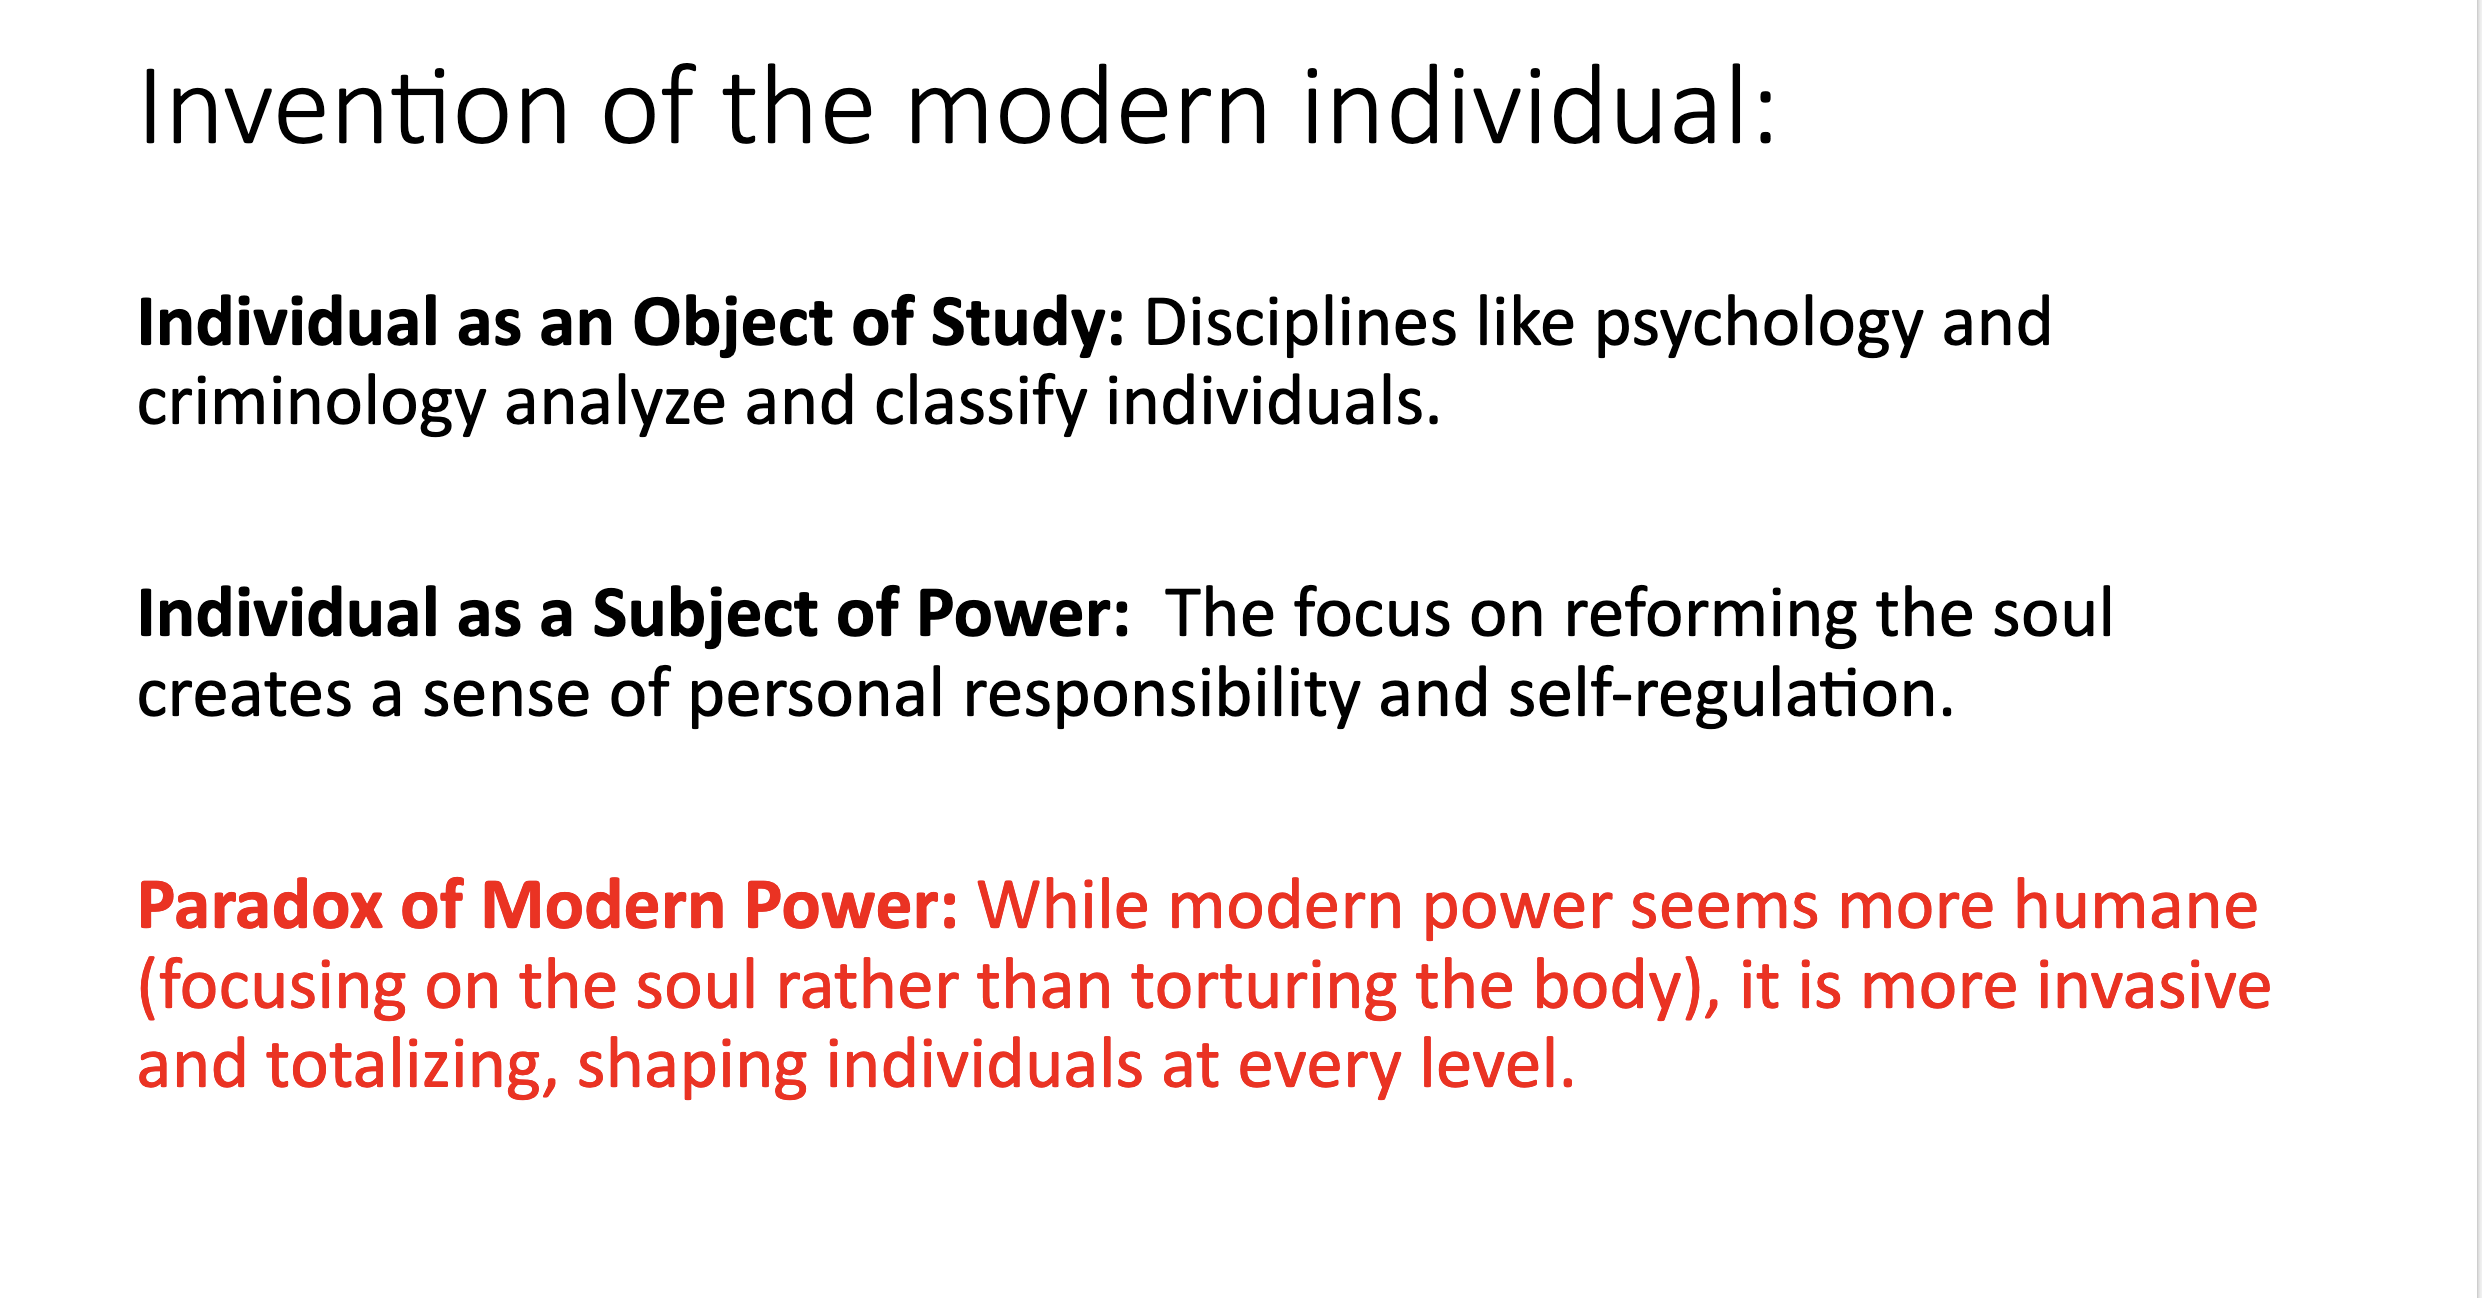 Invention of the modern individual:
Individual as an Object of Study: Disciplines like psychology and
criminology analyze and classify individuals.
Individual as a Subject of Power:  The focus on reforming the soul
creates a sense of personal responsibility and self-regulation.
Paradox of Modern Power: While modern power seems more humane
(focusing on the soul rather than torturing the body), it is more invasive
and totalizing, shaping individuals at every level.